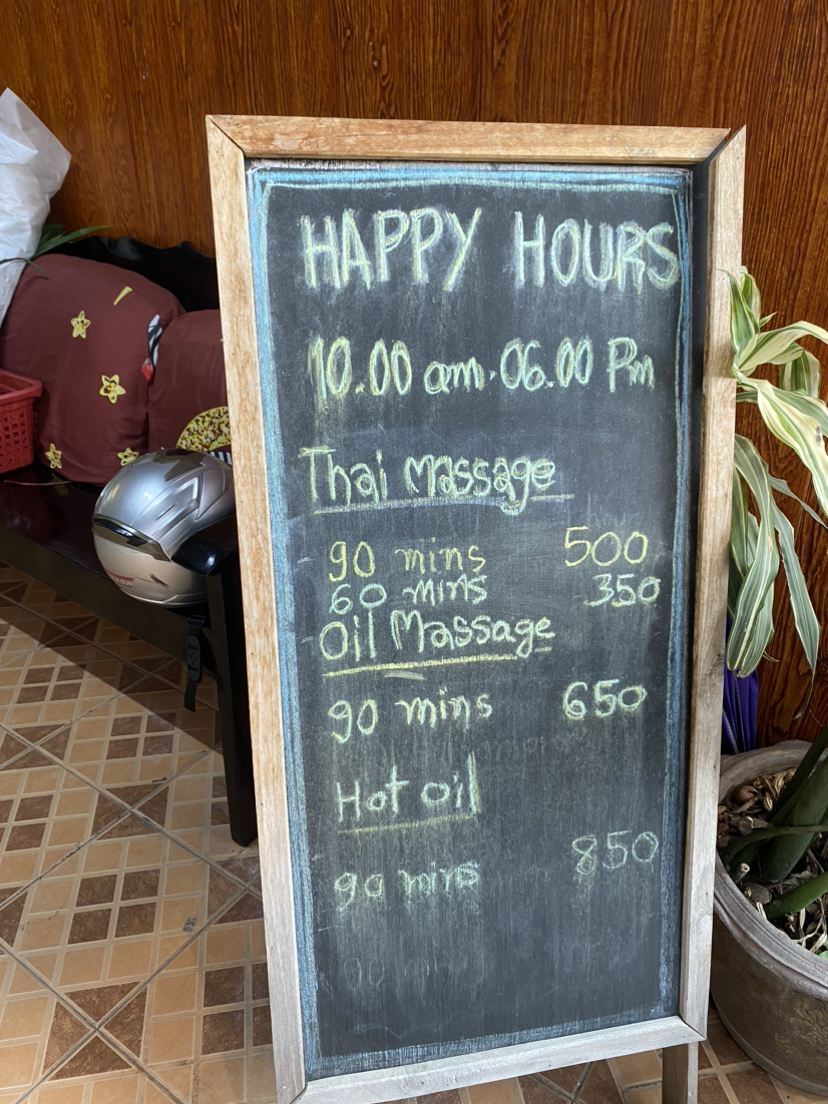 HAPPY HOURS
10.00 am.06.00 Pm
Thai Massage
90 mins 500
60 mins 350
Oil Massage
90 mins 650
Hot oil
90 mins 850